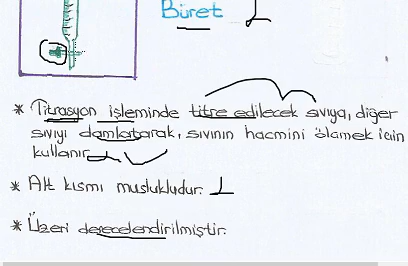 Büret
* Titrasyon işleminde titre edilecek sıvıya, diğer
sıvıyı damlatarak, sıvının hacmini ölçmek için
kullanır.
* Alt kısmı muslukludur.
* Üzeri derecelendirilmiştir.